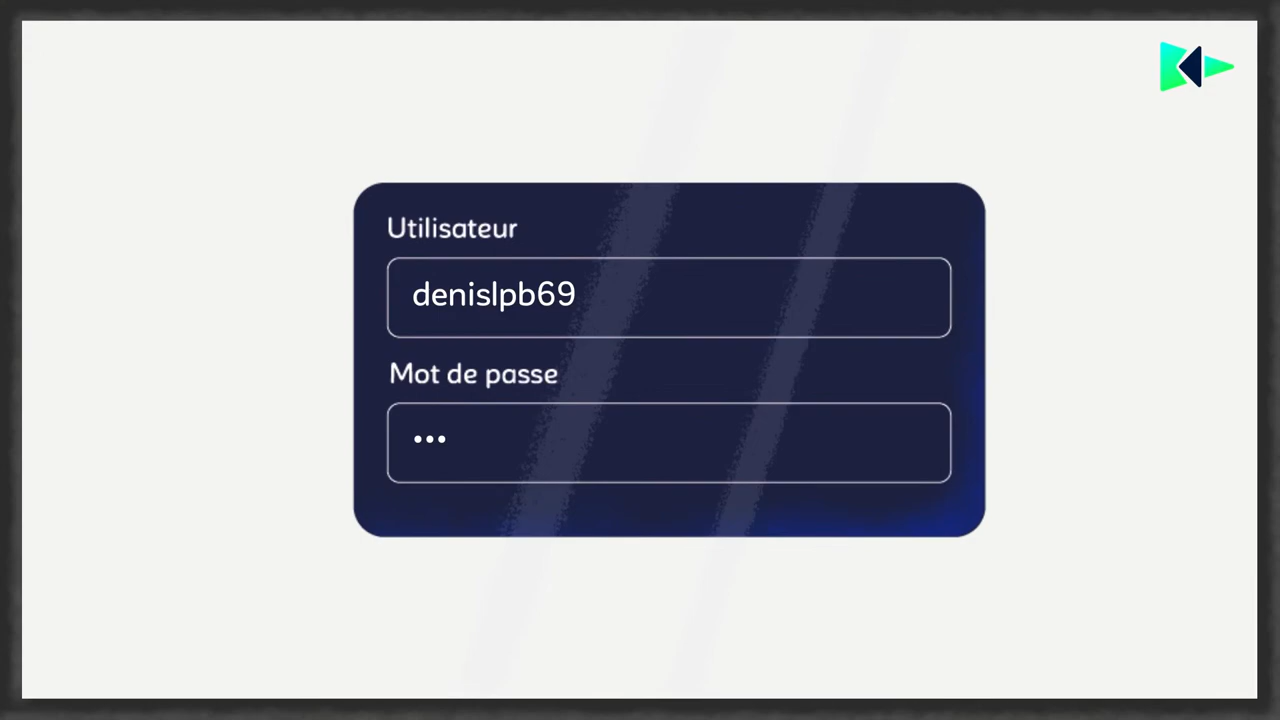 Utilisateur
denislpb69
Mot de passe
•••